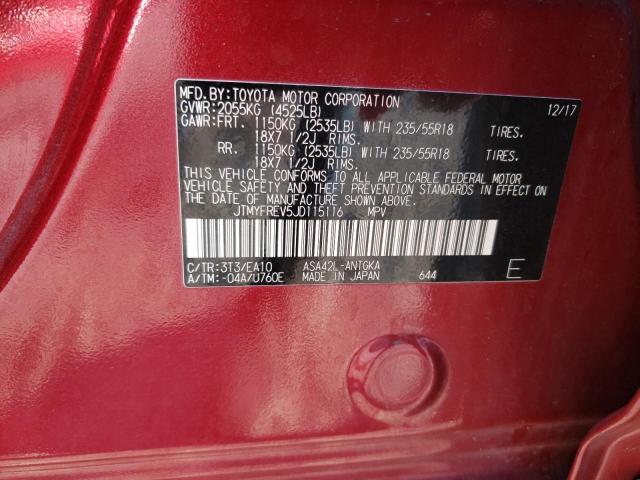 MFD. BY: TOYOTA MOTOR CORPORATION 12/17
GVWR: 2055KG (4525LB)
GAWR: FRT. 1150KG (2535LB) WITH 235/55R18 TIRES.
18X7 1/2J RIMS.
RR. 1150KG (2535LB) WITH 235/55R18 TIRES.
18X7 1/2J RIMS.
THIS VEHICLE CONFORMS TO ALL APPLICABLE FEDERAL MOTOR
VEHICLE SAFETY AND THEFT PREVENTION STANDARDS IN EFFECT ON
THE DATE OF MANUFACTURE SHOWN ABOVE.
JTMYFREV5JD115116 MPV
C/TR: 3T3/EA10 ASA42L-ANTGKA
A/TM: -04A/U760E MADE IN JAPAN 644 E